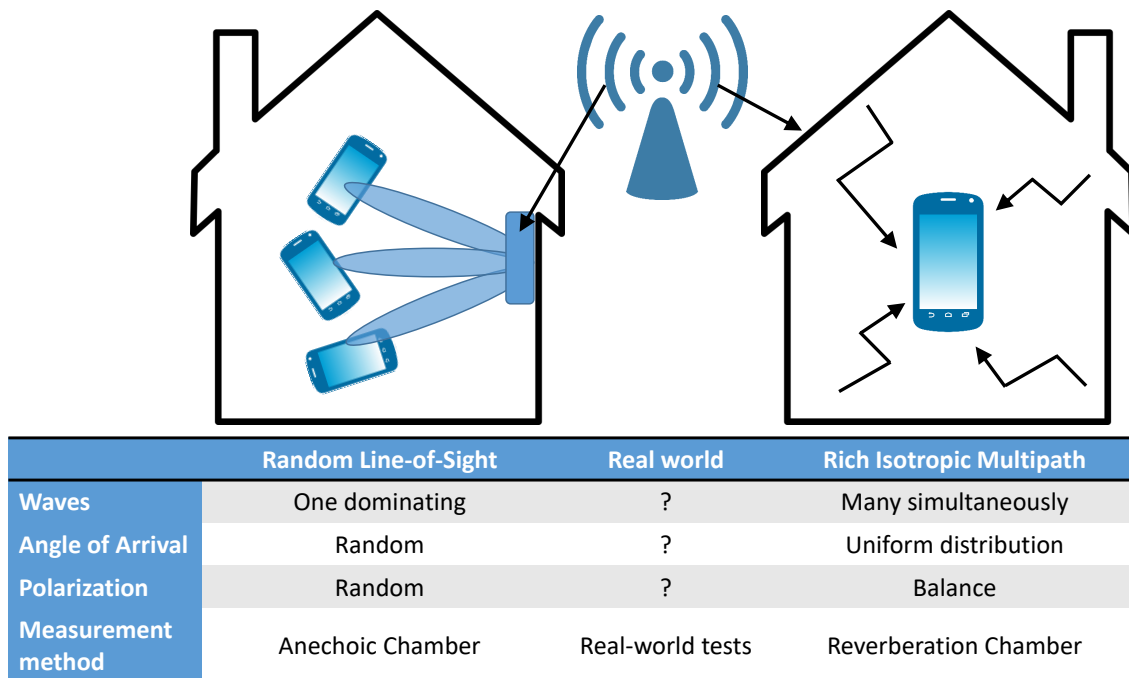 Random Line-of-Sight Real world Rich Isotropic Multipath
Waves One dominating ? Many simultaneously
Angle of Arrival Random ? Uniform distribution
Polarization Random ? Balance
Measurement method Anechoic Chamber Real-world tests Reverberation Chamber